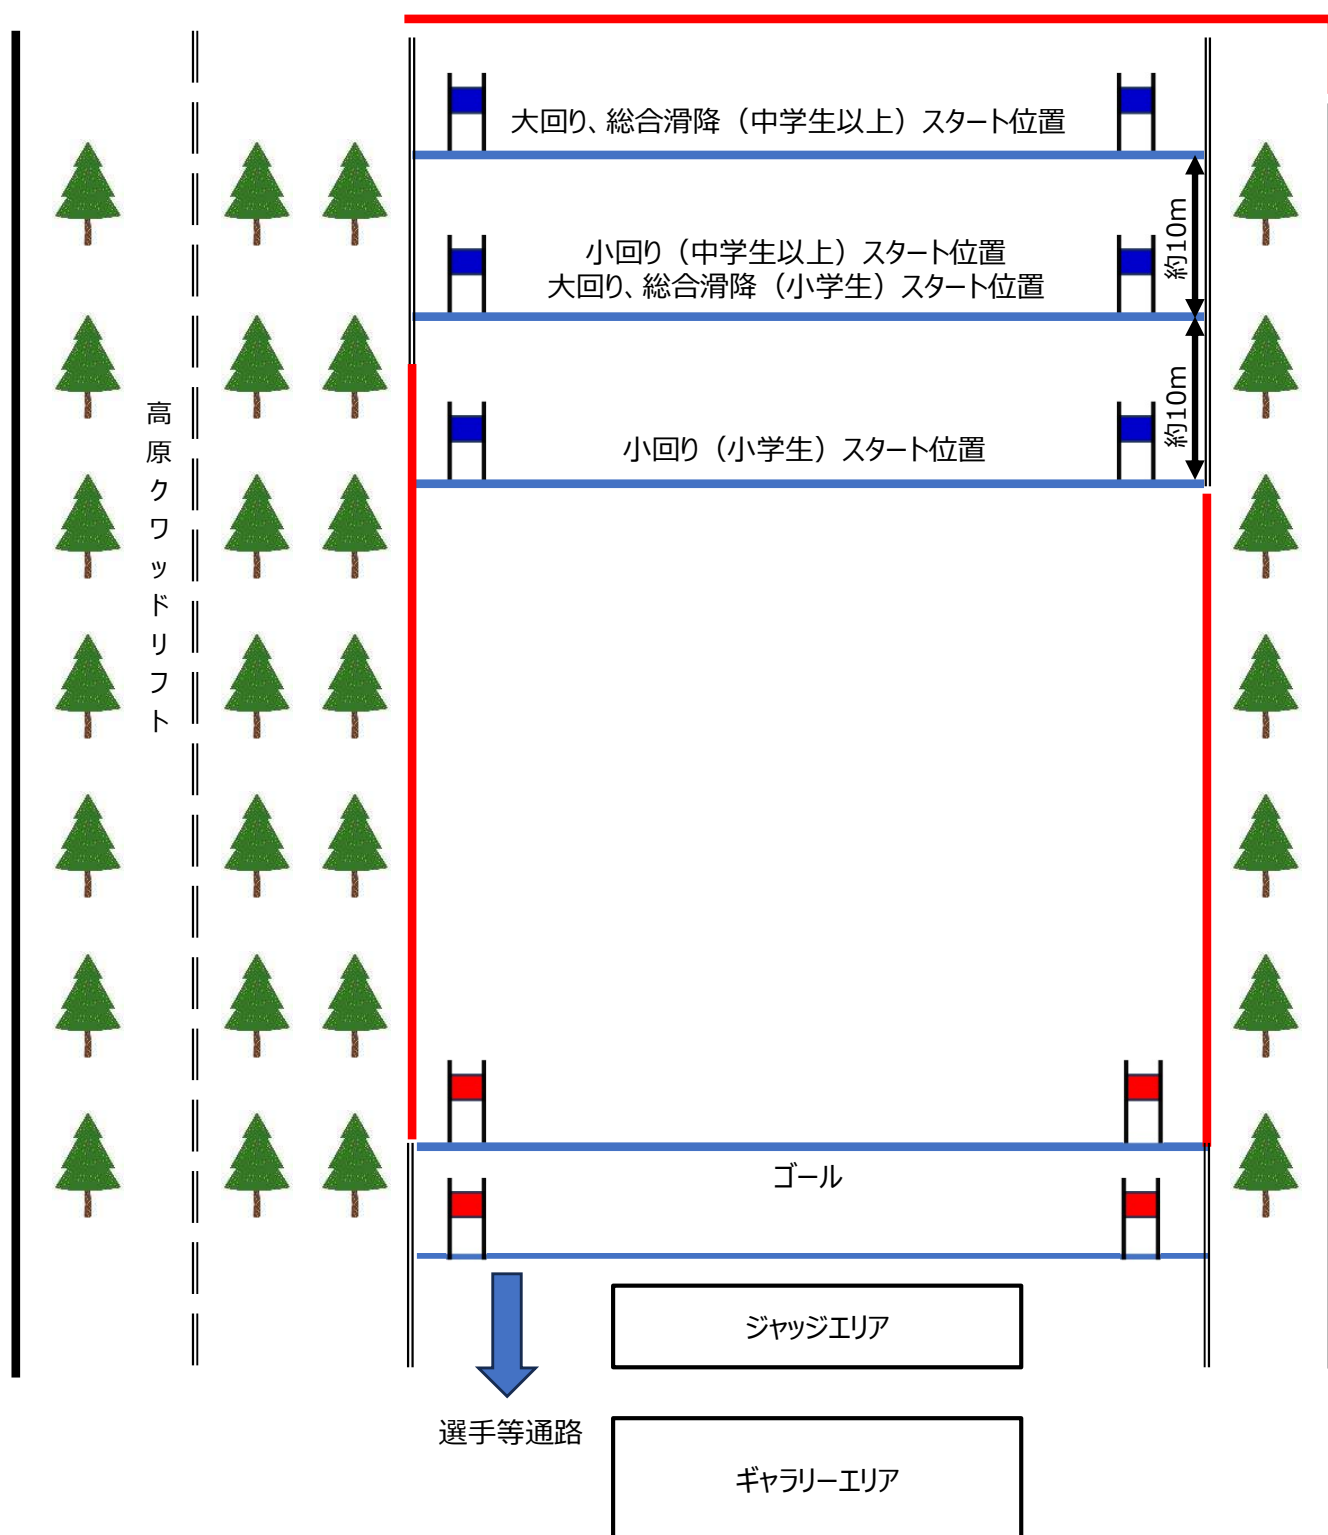 大回り、総合滑降（中学生以上）スタート位置
約10m
小回り（中学生以上）スタート位置
大回り、総合滑降（小学生）スタート位置
約10m
小回り（小学生）スタート位置
高原クワッドリフト
ゴール
ジャッジエリア
選手等通路
ギャラリーエリア